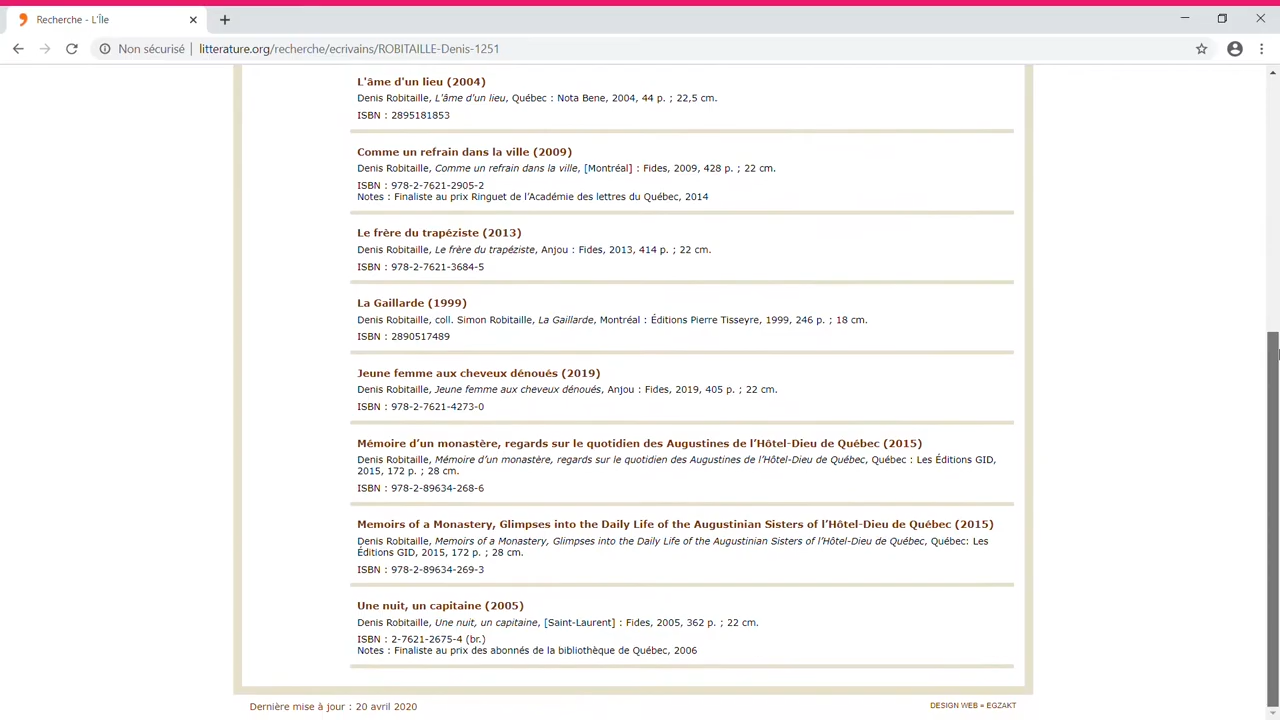 Recherche - L'Île
Non sécurisé | litterature.org/recherche/ecrivains/ROBITAILLE-Denis-1251
L'âme d'un lieu (2004)
Denis Robitaille, L'âme d'un lieu, Québec : Nota Bene, 2004, 44 p. ; 22,5 cm.
ISBN : 2895181853
Comme un refrain dans la ville (2009)
Denis Robitaille, Comme un refrain dans la ville, [Montréal] : Fides, 2009, 428 p. ; 22 cm.
ISBN : 978-2-7621-2905-2
Notes : Finaliste au prix Ringuet de l’Académie des lettres du Québec, 2014
Le frère du trapéziste (2013)
Denis Robitaille, Le frère du trapéziste, Anjou : Fides, 2013, 414 p. ; 22 cm.
ISBN : 978-2-7621-3684-5
La Gaillarde (1999)
Denis Robitaille, coll. Simon Robitaille, La Gaillarde, Montréal : Éditions Pierre Tisseyre, 1999, 246 p. ; 18 cm.
ISBN : 2890517489
Jeune femme aux cheveux dénoués (2019)
Denis Robitaille, Jeune femme aux cheveux dénoués, Anjou : Fides, 2019, 405 p. ; 22 cm.
ISBN : 978-2-7621-4273-0
Mémoire d’un monastère, regards sur le quotidien des Augustines de l’Hôtel-Dieu de Québec (2015)
Denis Robitaille, Mémoire d’un monastère, regards sur le quotidien des Augustines de l’Hôtel-Dieu de Québec, Québec : Les Éditions GID,
2015, 172 p. ; 28 cm.
ISBN : 978-2-89634-268-6
Memoirs of a Monastery, Glimpses into the Daily Life of the Augustinian Sisters of l’Hôtel-Dieu de Québec (2015)
Denis Robitaille, Memoirs of a Monastery, Glimpses into the Daily Life of the Augustinian Sisters of l’Hôtel-Dieu de Québec, Québec: Les
Éditions GID, 2015, 172 p. ; 28 cm.
ISBN : 978-2-89634-269-3
Une nuit, un capitaine (2005)
Denis Robitaille, Une nuit, un capitaine, [Saint-Laurent] : Fides, 2005, 362 p. ; 22 cm.
ISBN : 2-7621-2675-4 (br.)
Notes : Finaliste au prix des abonnés de la bibliothèque de Québec, 2006
Dernière mise à jour : 20 avril 2020
DESIGN WEB » EGZAKT